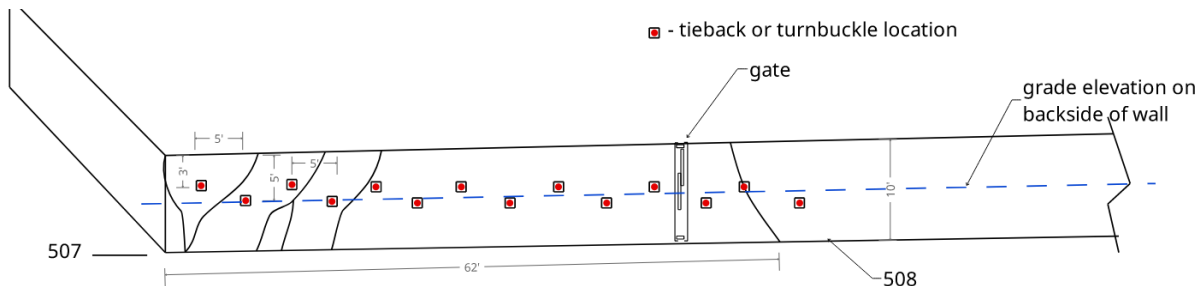 - tieback or turnbuckle location
gate
grade elevation on
backside of wall
5'
3'
5'
5'
10'
507
62'
508